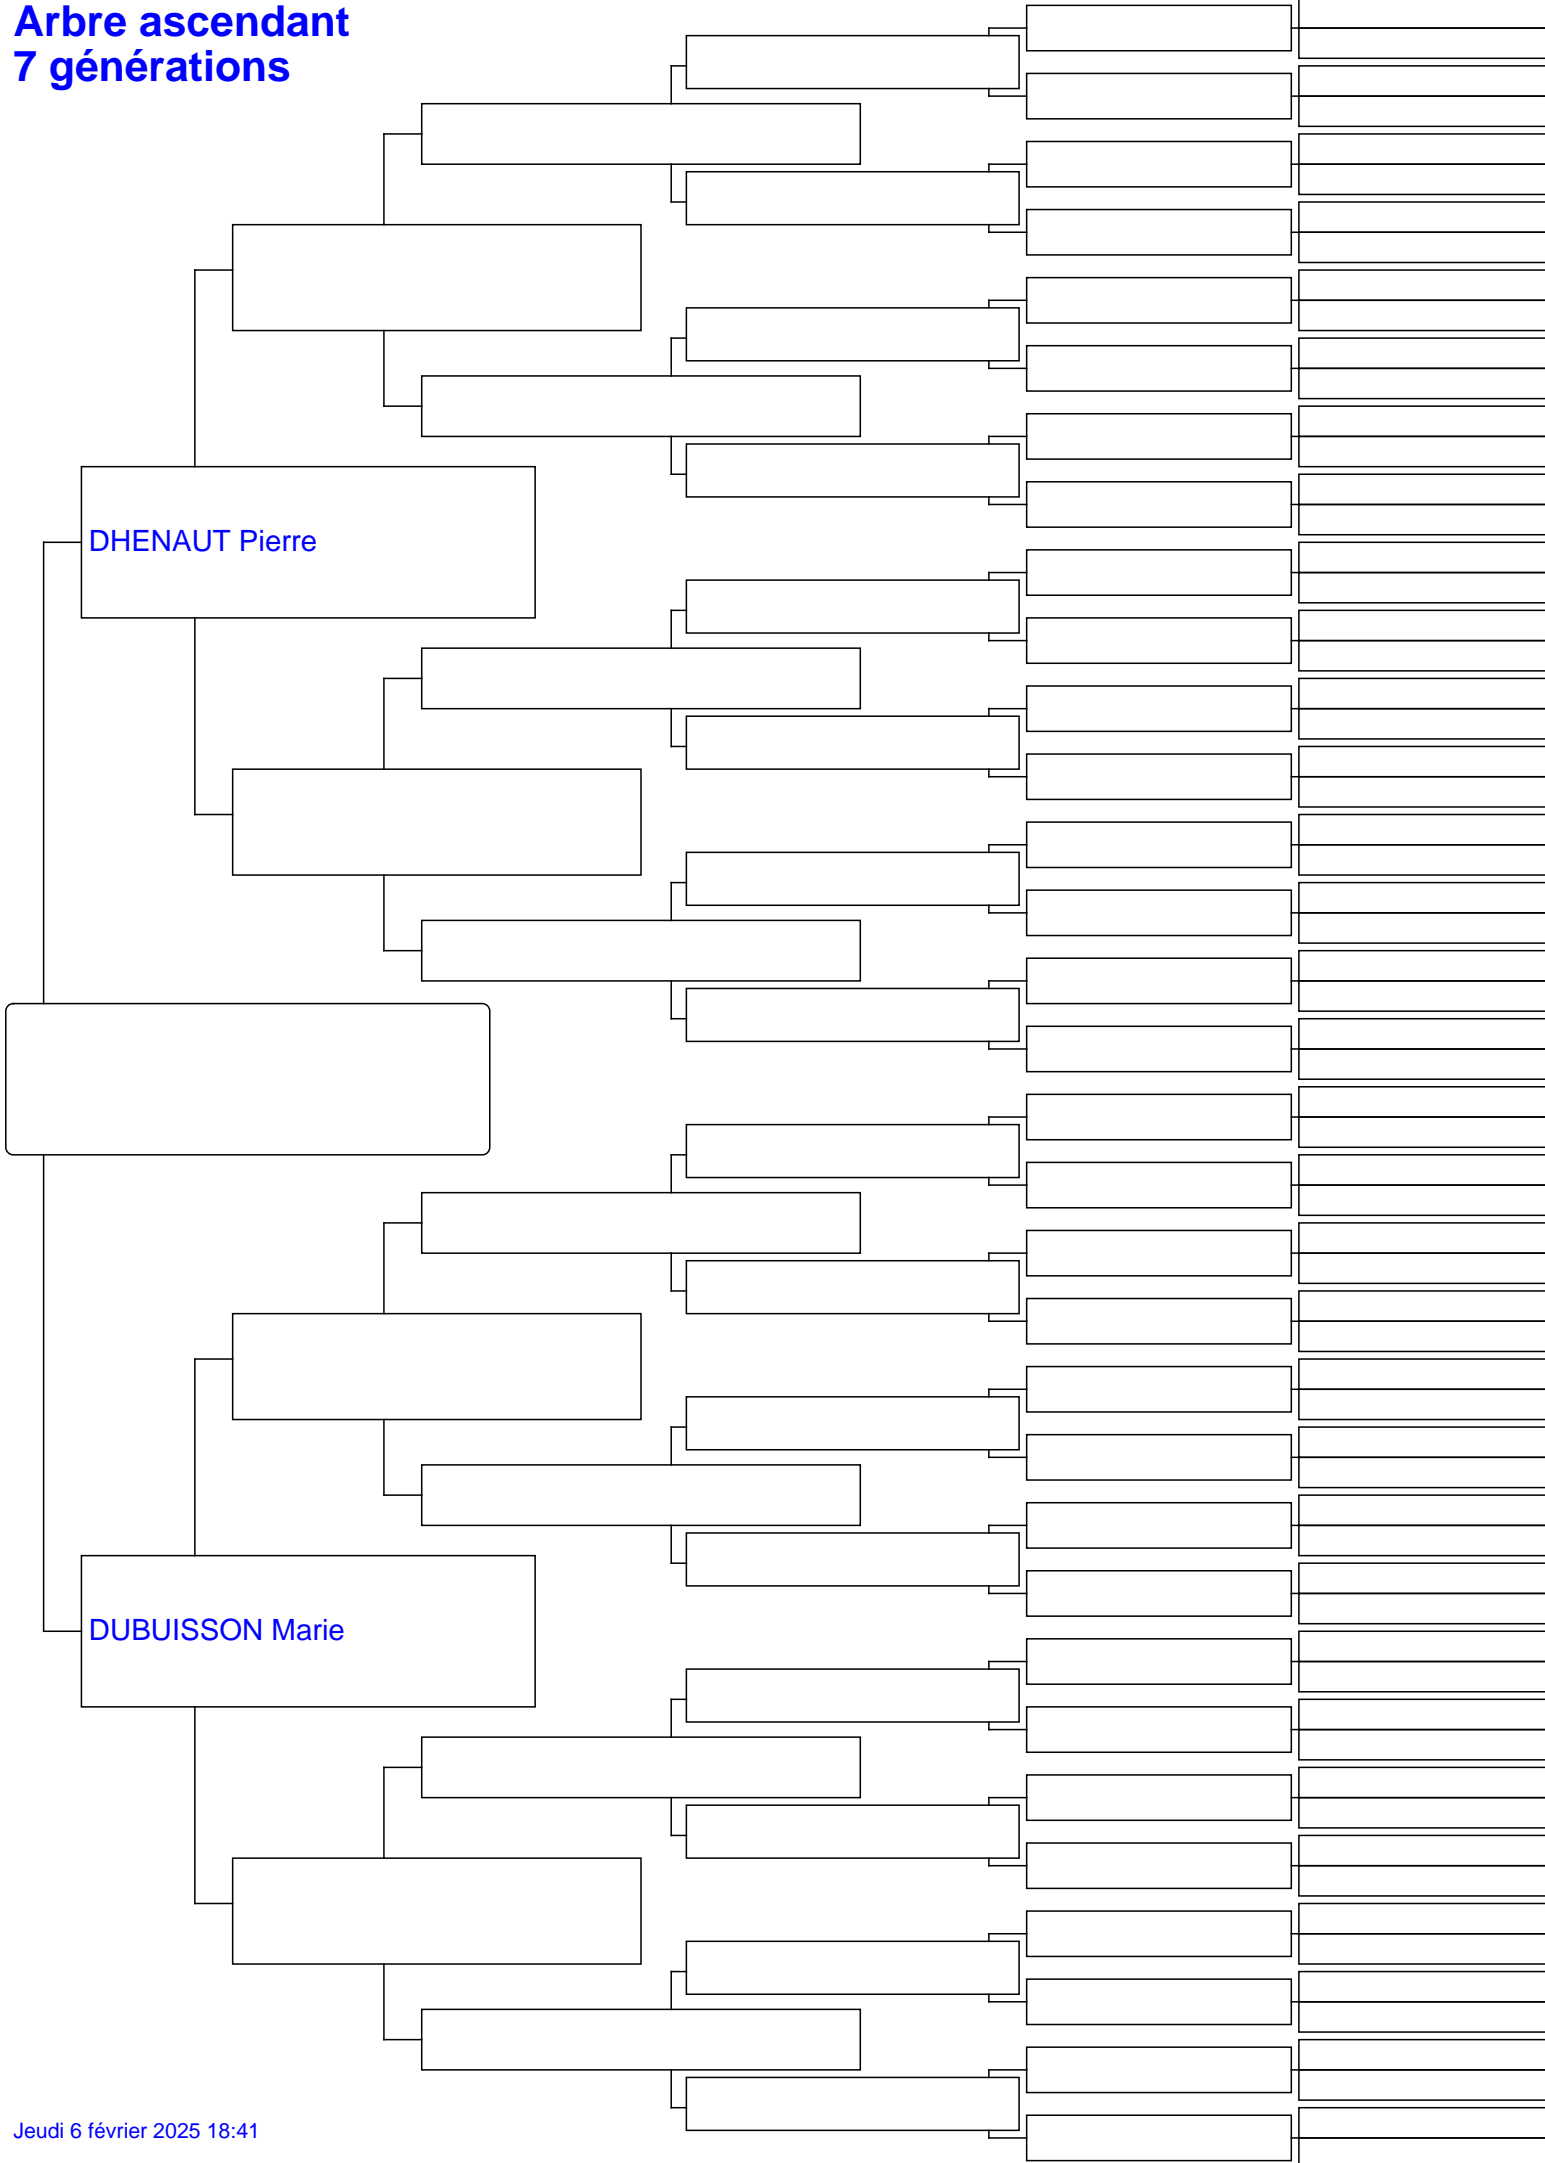 Arbre ascendant
7 générations
DHENAUT Pierre
DUBUISSON Marie
Jeudi 6 février 2025 18:41